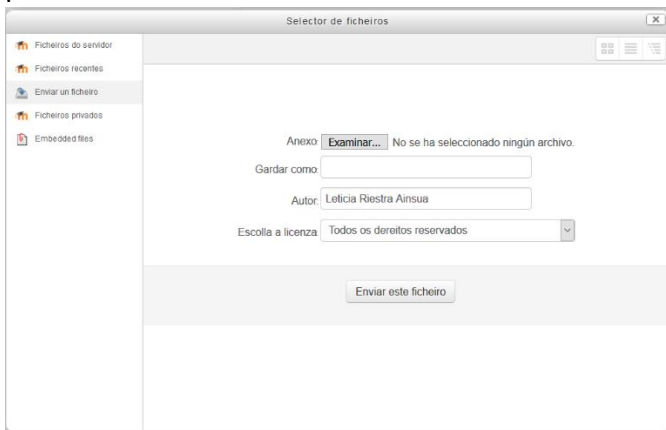 Selector de ficheiros
Ficheiros do servidor
Ficheiros recentes
Enviar un ficheiro
Ficheiros privados
Embedded files
Anexo: Examinar... No se ha seleccionado ningún archivo.
Gardar como:
Autor: Leticia Riestra Ainsua
Escolla a licenza: Todos os dereitos reservados
Enviar este ficheiro